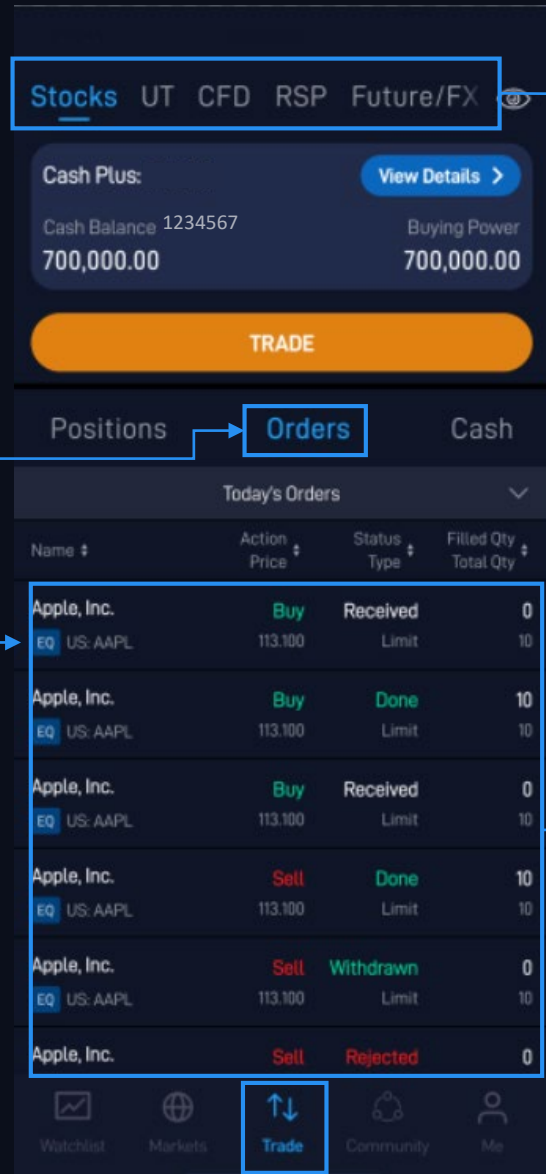 Stocks UT CFD RSP Future/FX
Cash Plus: View Details >
Cash Balance 1234567 Buying Power
700,000.00 700,000.00
TRADE
Positions Orders Cash
Today's Orders
Name Action Price Status Type Filled Qty Total Qty
Apple, Inc. Buy Received 0
EQ US: AAPL 113.100 Limit 10
Apple, Inc. Buy Done 10
EQ US: AAPL 113.100 Limit 10
Apple, Inc. Buy Received 0
EQ US: AAPL 113.100 Limit 10
Apple, Inc. Sell Done 10
EQ US: AAPL 113.100 Limit 10
Apple, Inc. Sell Withdrawn 0
EQ US: AAPL 113.100 Limit 10
Apple, Inc. Sell Rejected 0
Watchlist Markets Trade Community Me